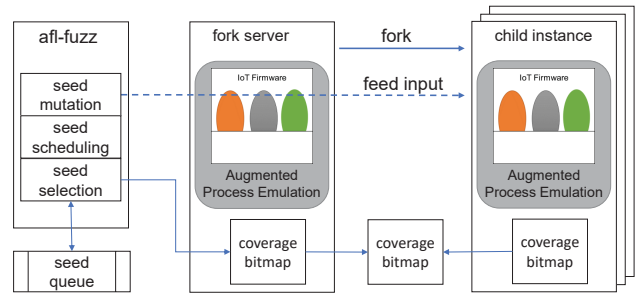 afl-fuzz
seed
mutation
seed
scheduling
seed
selection
seed
queue
fork server
IoT Firmware
Augmented
Process Emulation
coverage
bitmap
fork
feed input
coverage
bitmap
child instance
IoT Firmware
Augmented
Process Emulation
coverage
bitmap